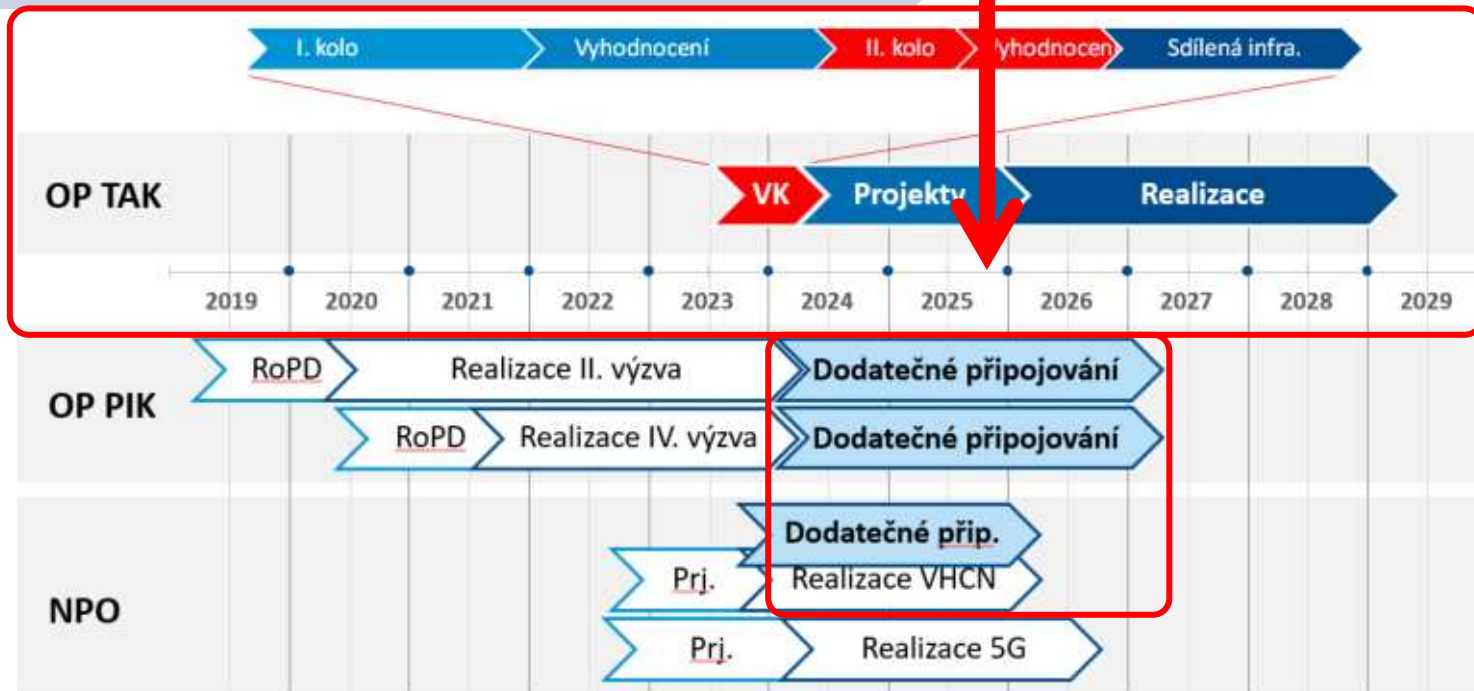 I. kolo Vyhodnocení II. kolo Vyhodnocení Sdílená infra.
OP TAK VK Projekty Realizace
2019 2020 2021 2022 2023 2024 2025 2026 2027 2028 2029
RoPD Realizace II. výzva Dodatečné připojování
OP PIK
RoPD Realizace IV. výzva Dodatečné připojování
Dodatečné přip.
Prj. Realizace VHCN
NPO
Prj. Realizace 5G